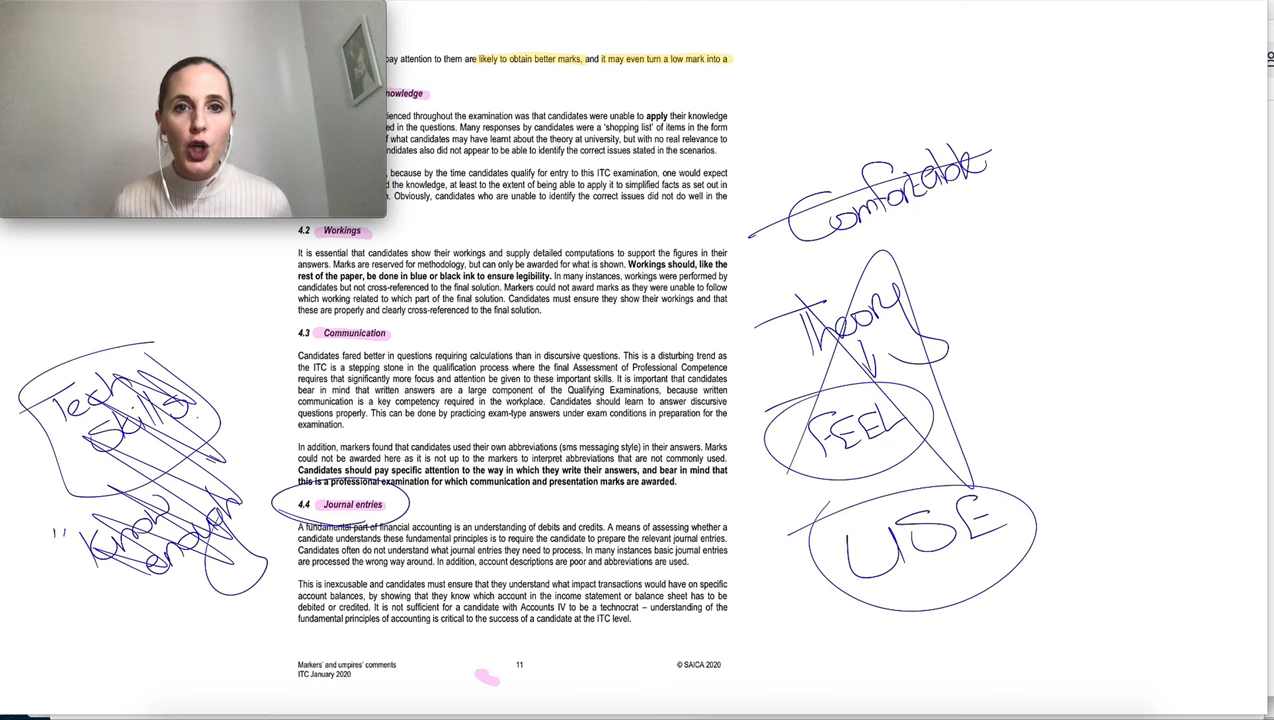 pay attention to them are likely to obtain better marks, and it may even turn a low mark into a
nowledge
rienced throughout the examination was that candidates were unable to apply their knowledge
ed in the questions. Many responses by candidates were a 'shopping list' of items in the form
f what candidates may have learnt about the theory at university, but with no real relevance to
ndidates also did not appear to be able to identify the correct issues stated in the scenarios.
, because by the time candidates qualify for entry to this ITC examination, one would expect
d the knowledge, at least to the extent of being able to apply it to simplified facts as set out in
n. Obviously, candidates who are unable to identify the correct issues did not do well in the
4.2 Workings
It is essential that candidates show their workings and supply detailed computations to support the figures in their
answers. Marks are reserved for methodology, but can only be awarded for what is shown. Workings should, like the
rest of the paper, be done in blue or black ink to ensure legibility. In many instances, workings were performed by
candidates but not cross-referenced to the final solution. Markers could not award marks as they were unable to follow
which working related to which part of the final solution. Candidates must ensure they show their workings and that
these are properly and clearly cross-referenced to the final solution.
4.3 Communication
Candidates fared better in questions requiring calculations than in discursive questions. This is a disturbing trend as
the ITC is a stepping stone in the qualification process where the final Assessment of Professional Competence
requires that significantly more focus and attention be given to these important skills. It is important that candidates
bear in mind that written answers are a large component of the Qualifying Examinations, because written
communication is a key competency required in the workplace. Candidates should learn to answer discursive
questions properly. This can be done by practicing exam-type answers under exam conditions in preparation for the
examination.
In addition, markers found that candidates used their own abbreviations (sms messaging style) in their answers. Marks
could not be awarded here as it is not up to the markers to interpret abbreviations that are not commonly used.
Candidates should pay specific attention to the way in which they write their answers, and bear in mind that
this is a professional examination for which communication and presentation marks are awarded.
4.4 Journal entries
A fundamental part of financial accounting is an understanding of debits and credits. A means of assessing whether a
candidate understands these fundamental principles is to require the candidate to prepare the relevant journal entries.
Candidates often do not understand what journal entries they need to process. In many instances basic journal entries
are processed the wrong way around. In addition, account descriptions are poor and abbreviations are used.
This is inexcusable and candidates must ensure that they understand what impact transactions would have on specific
account balances, by showing that they know which account in the income statement or balance sheet has to be
debited or credited. It is not sufficient for a candidate with Accounts IV to be a technocrat – understanding of the
fundamental principles of accounting is critical to the success of a candidate at the ITC level.
Markers' and umpires' comments 11 © SAICA 2020
ITC January 2020
Tech
Skills!
"Know
enough
Comfortable
Theory
FEEL
USE